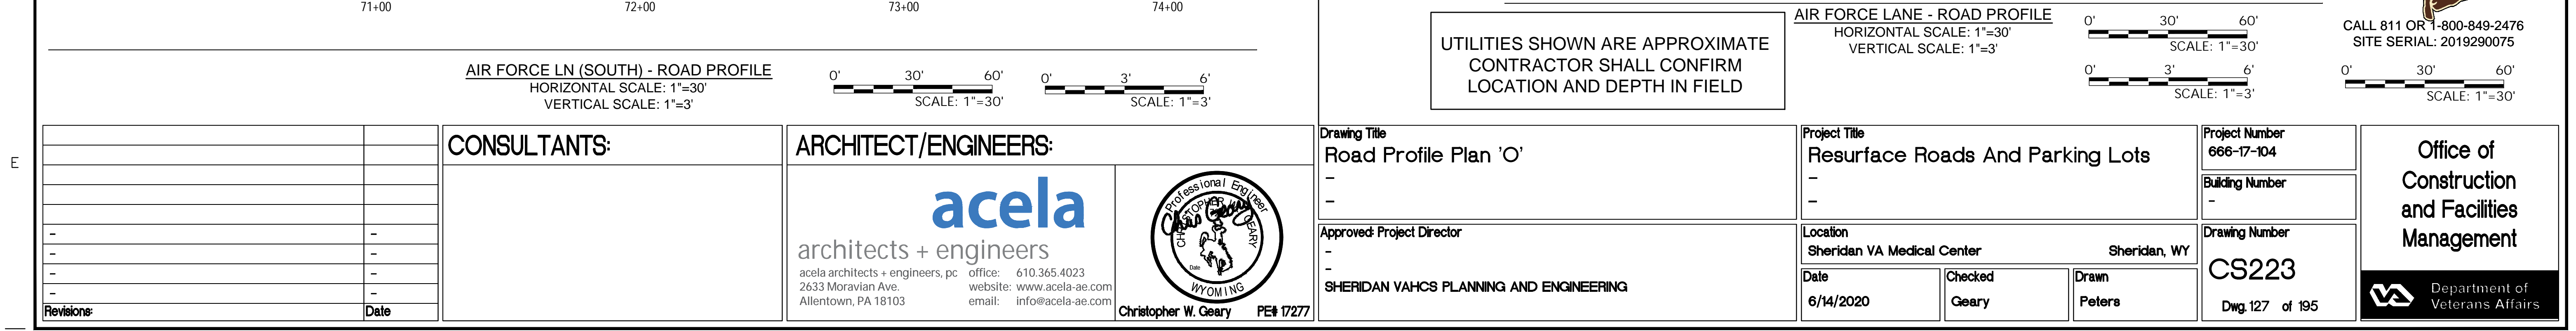 71+00
72+00
73+00
74+00
AIR FORCE LN (SOUTH) - ROAD PROFILE
HORIZONTAL SCALE: 1"=30'
VERTICAL SCALE: 1"=3'
0' 30' 60'
SCALE: 1"=30'
0' 3' 6'
SCALE: 1"=3'
UTILITIES SHOWN ARE APPROXIMATE
CONTRACTOR SHALL CONFIRM
LOCATION AND DEPTH IN FIELD
AIR FORCE LANE - ROAD PROFILE
HORIZONTAL SCALE: 1"=30'
VERTICAL SCALE: 1"=3'
0' 30' 60'
SCALE: 1"=30'
0' 3' 6'
SCALE: 1"=3'
CALL 811 OR 1-800-849-2476
SITE SERIAL: 2019290075
0' 30' 60'
SCALE: 1"=30'
E
- -
- -
- -
- -
Revisions: Date
CONSULTANTS:
ARCHITECT/ENGINEERS:
acela
architects + engineers
acela architects + engineers, pc office: 610.365.4023
2633 Moravian Ave. website: www.acela-ae.com
Allentown, PA 18103 email: info@acela-ae.com
Professional Engineer
CHRISTOPHER W. GEARY
Date
WYOMING
Christopher W. Geary PE# 17277
Drawing Title
Road Profile Plan 'O'
-
-
Approved: Project Director
-
-
SHERIDAN VAHCS PLANNING AND ENGINEERING
Project Title
Resurface Roads And Parking Lots
-
-
Location
Sheridan VA Medical Center Sheridan, WY
Date
6/14/2020
Checked
Geary
Drawn
Peters
Project Number
666-17-104
Building Number
-
Drawing Number
CS223
Dwg. 127 of 195
Office of
Construction
and Facilities
Management
VA
Department of
Veterans Affairs